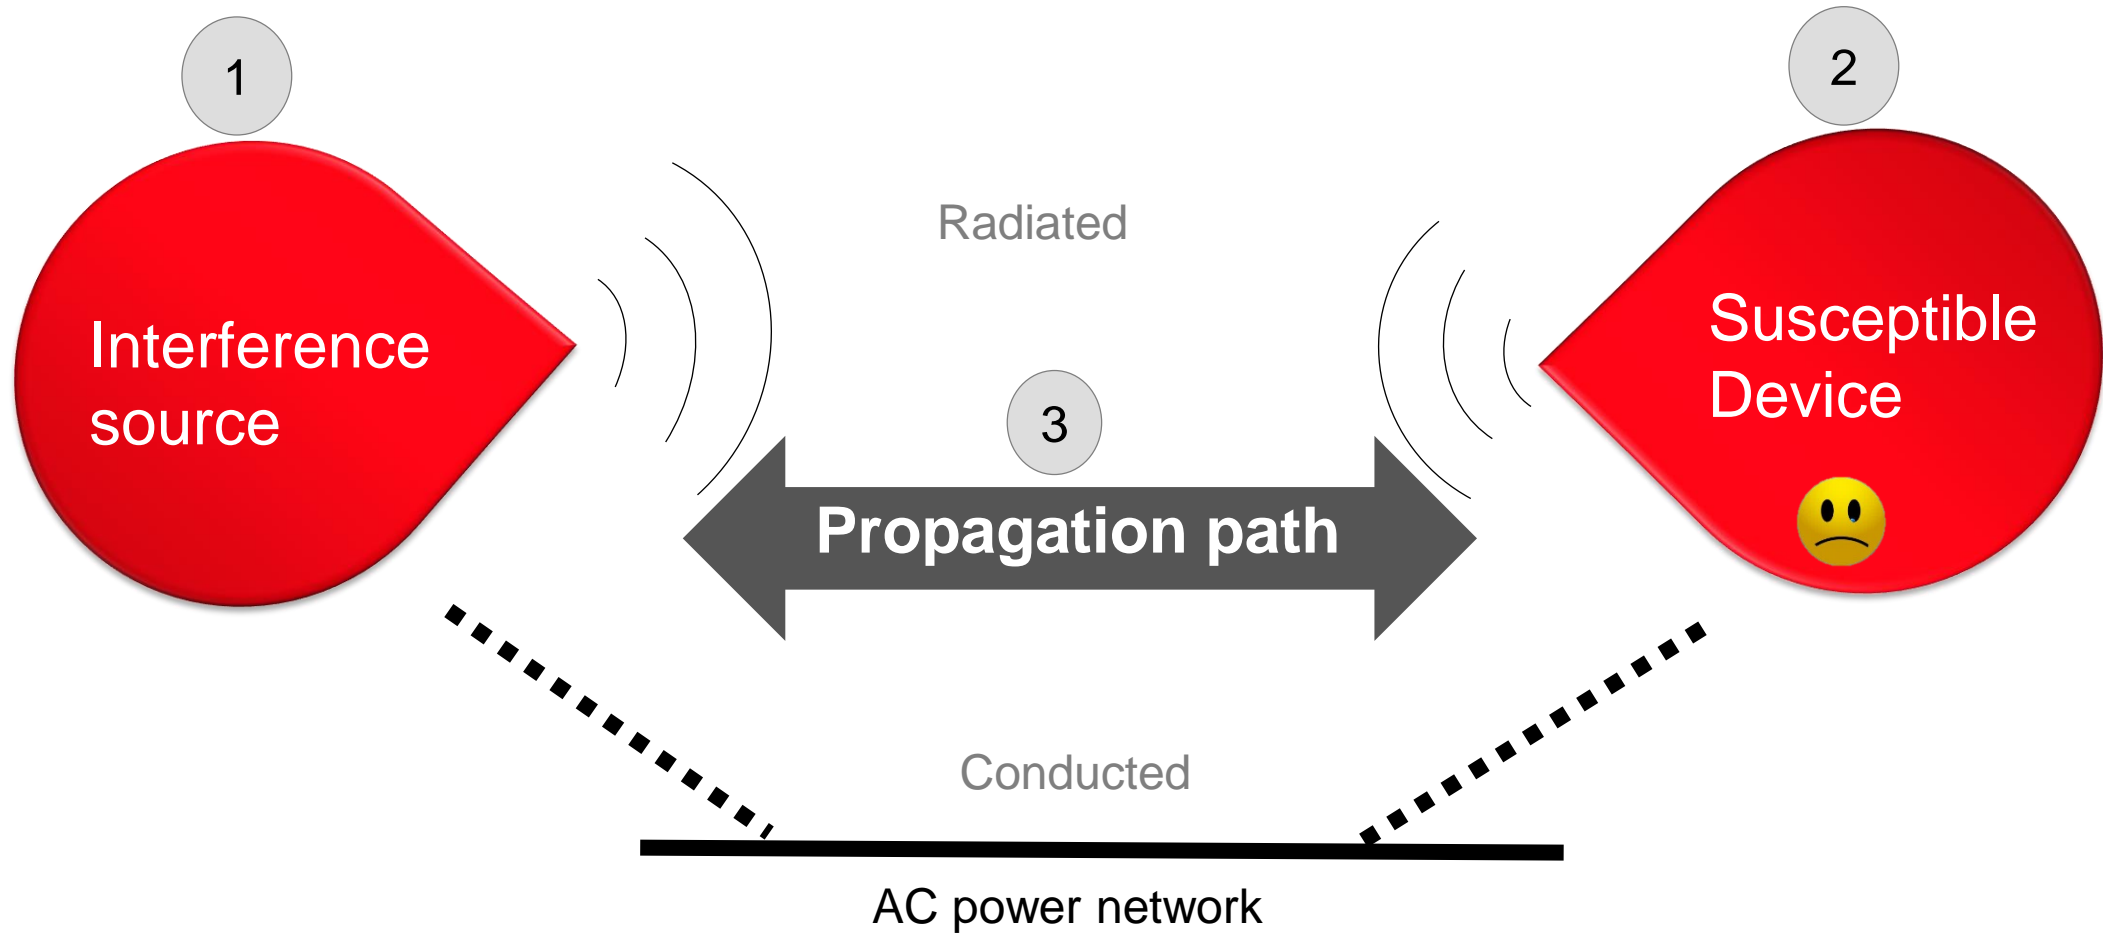 1
2
Radiated
Interference
source
Susceptible
Device
3
Propagation path
Conducted
AC power network